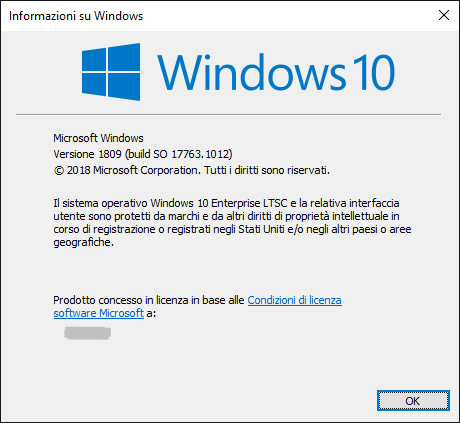 Informazioni su Windows
Windows 10
Microsoft Windows
Versione 1809 (build SO 17763.1012)
© 2018 Microsoft Corporation. Tutti i diritti sono riservati.
Il sistema operativo Windows 10 Enterprise LTSC e la relativa interfaccia
utente sono protetti da marchi e da altri diritti di proprietà intellettuale in
corso di registrazione o registrati negli Stati Uniti e/o negli altri paesi o aree
geografiche.
Prodotto concesso in licenza in base alle Condizioni di licenza
software Microsoft a:
OK